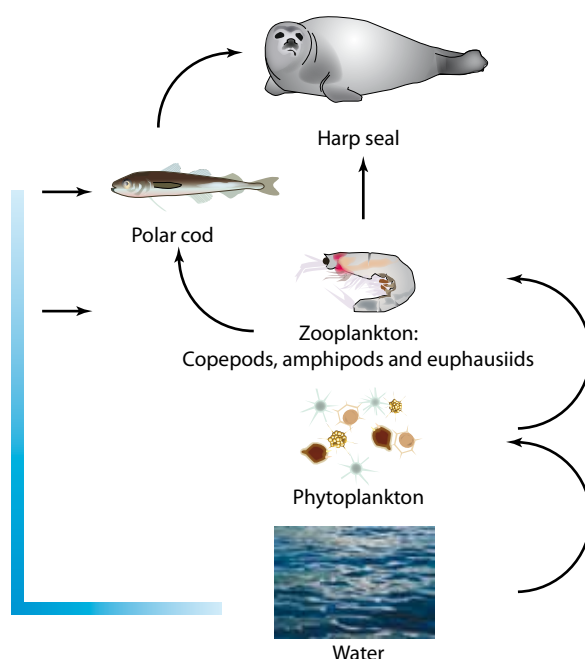 Harp seal
Polar cod
Zooplankton:
Copepods, amphipods and euphausiids
Phytoplankton
Water